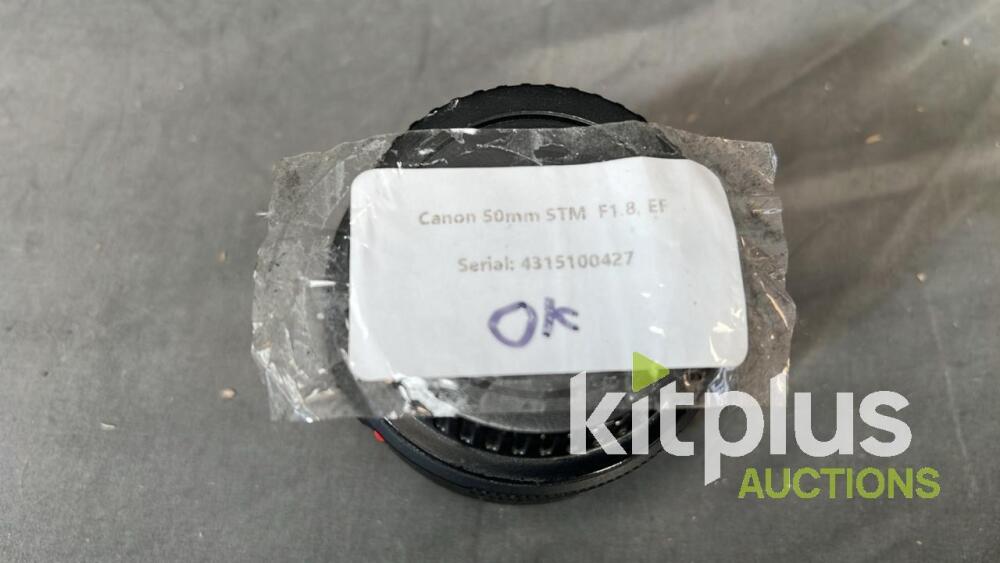 Canon 50mm STM F1.8, EF
Serial: 4315100427
OK
kitplus
AUCTIONS